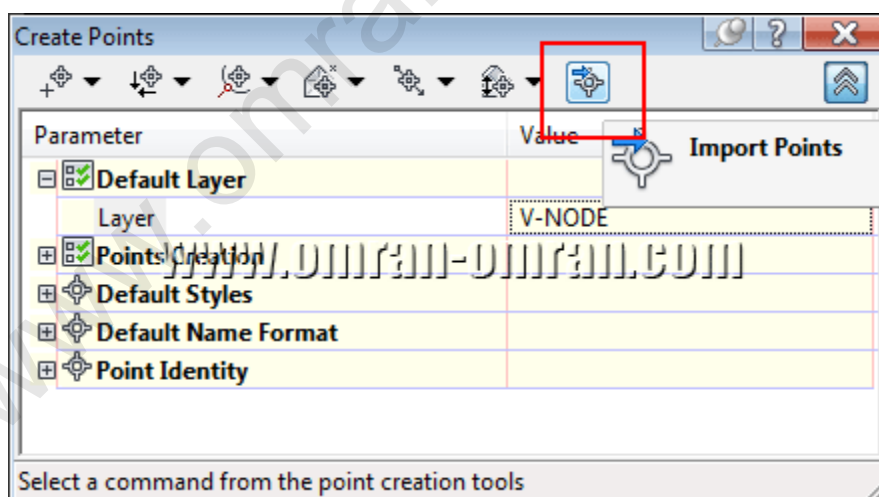 Create Points
Parameter
Value
Import Points
Default Layer
Layer
V-NODE
Points Creation
www.omran-omran.com
Default Styles
Default Name Format
Point Identity
Select a command from the point creation tools